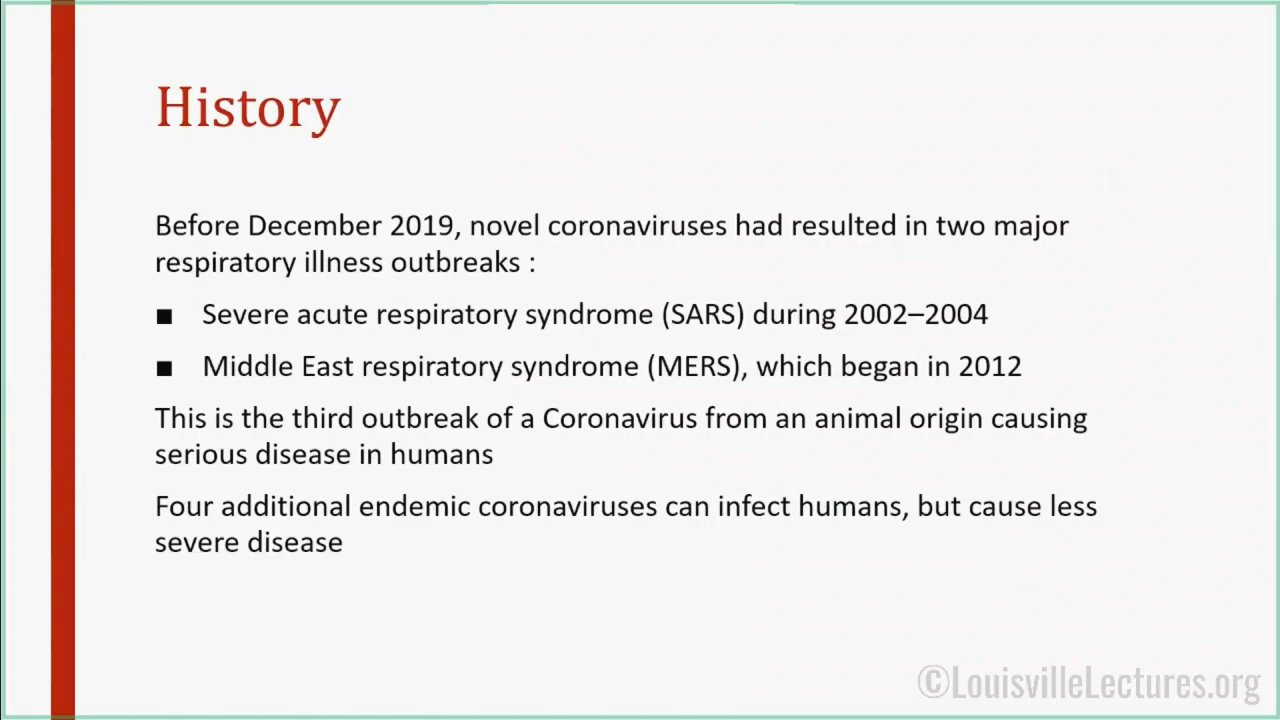 History
Before December 2019, novel coronaviruses had resulted in two major
respiratory illness outbreaks :
■ Severe acute respiratory syndrome (SARS) during 2002–2004
■ Middle East respiratory syndrome (MERS), which began in 2012
This is the third outbreak of a Coronavirus from an animal origin causing
serious disease in humans
Four additional endemic coronaviruses can infect humans, but cause less
severe disease
©LouisvilleLectures.org